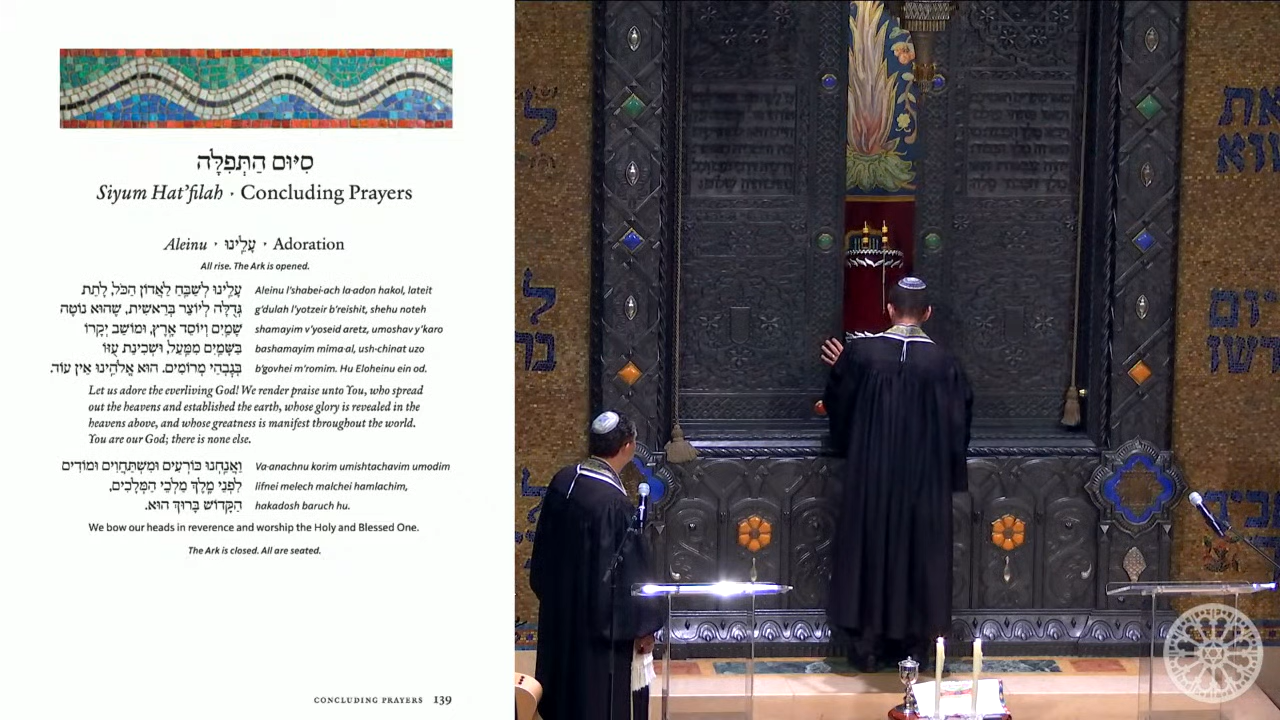 סִיּוּם הַתְּפִלָּה
Siyum Hat’filah · Concluding Prayers
Aleinu · עָלֵֽינוּ · Adoration
All rise. The Ark is opened.
עָלֵֽינוּ לְשַׁבֵּֽחַ לַאֲדוֹן הַכֹּל, לָתֵת Aleinu l’shabei-ach la-adon hakol, lateit
גְּדֻלָּה לְיוֹצֵר בְּרֵאשִׁית, שֶׁהוּא נוֹטֶה g’dulah l’yotzeir b’reishit, shehu noteh
שָׁמַֽיִם וְיוֹסֵד אָֽרֶץ, וּמוֹשַׁב יְקָרוֹ shamayim v’yoseid aretz, umoshav y’karo
בַּשָּׁמַֽיִם מִמַּֽעַל, וּשְׁכִינַת עֻזּוֹ bashamayim mima·al, ush-chinat uzo
בְּגׇבְהֵי מְרוֹמִים. הוּא אֱלֹהֵֽינוּ אֵין עוֹד. b’govhei m’romim. Hu Eloheinu ein od.
Let us adore the everliving God! We render praise unto You, who spread
out the heavens and established the earth, whose glory is revealed in the
heavens above, and whose greatness is manifest throughout the world.
You are our God; there is none else.
וַאֲנַֽחְנוּ כּוֹרְעִים וּמִשְׁתַּחֲוִים וּמוֹדִים Va·anachnu korim umishtachavim umodim
לִפְנֵי מֶֽלֶךְ מַלְכֵי הַמְּלָכִים, lifnei melech malchei hamlachim,
הַקָּדוֹשׁ בָּרוּךְ הוּא. hakadosh baruch hu.
We bow our heads in reverence and worship the Holy and Blessed One.
The Ark is closed. All are seated.
CONCLUDING PRAYERS 139